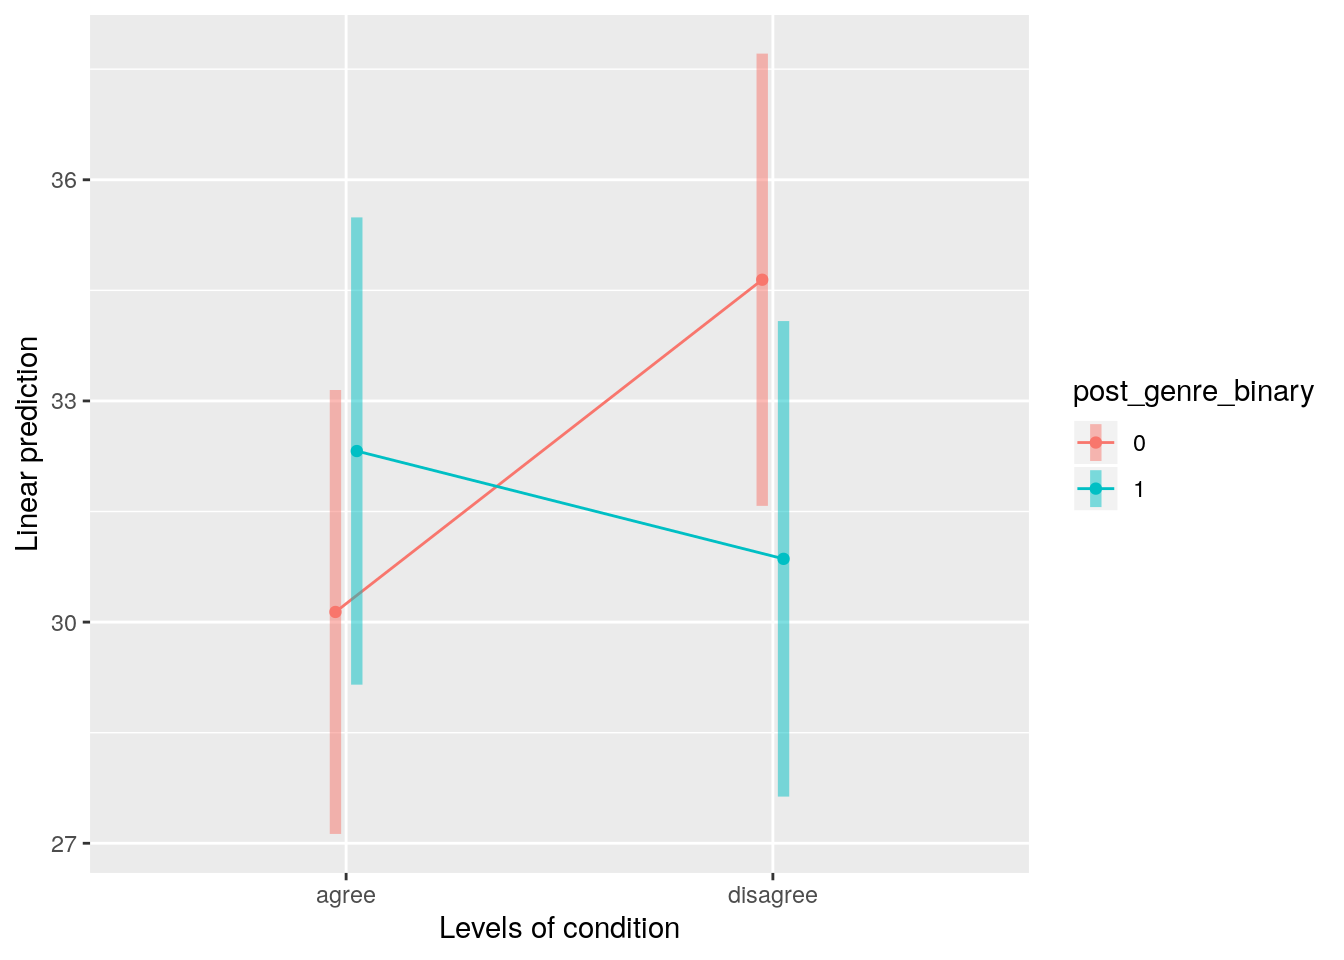 Linear prediction
36
33
30
27
agree
disagree
Levels of condition
post_genre_binary
0
1